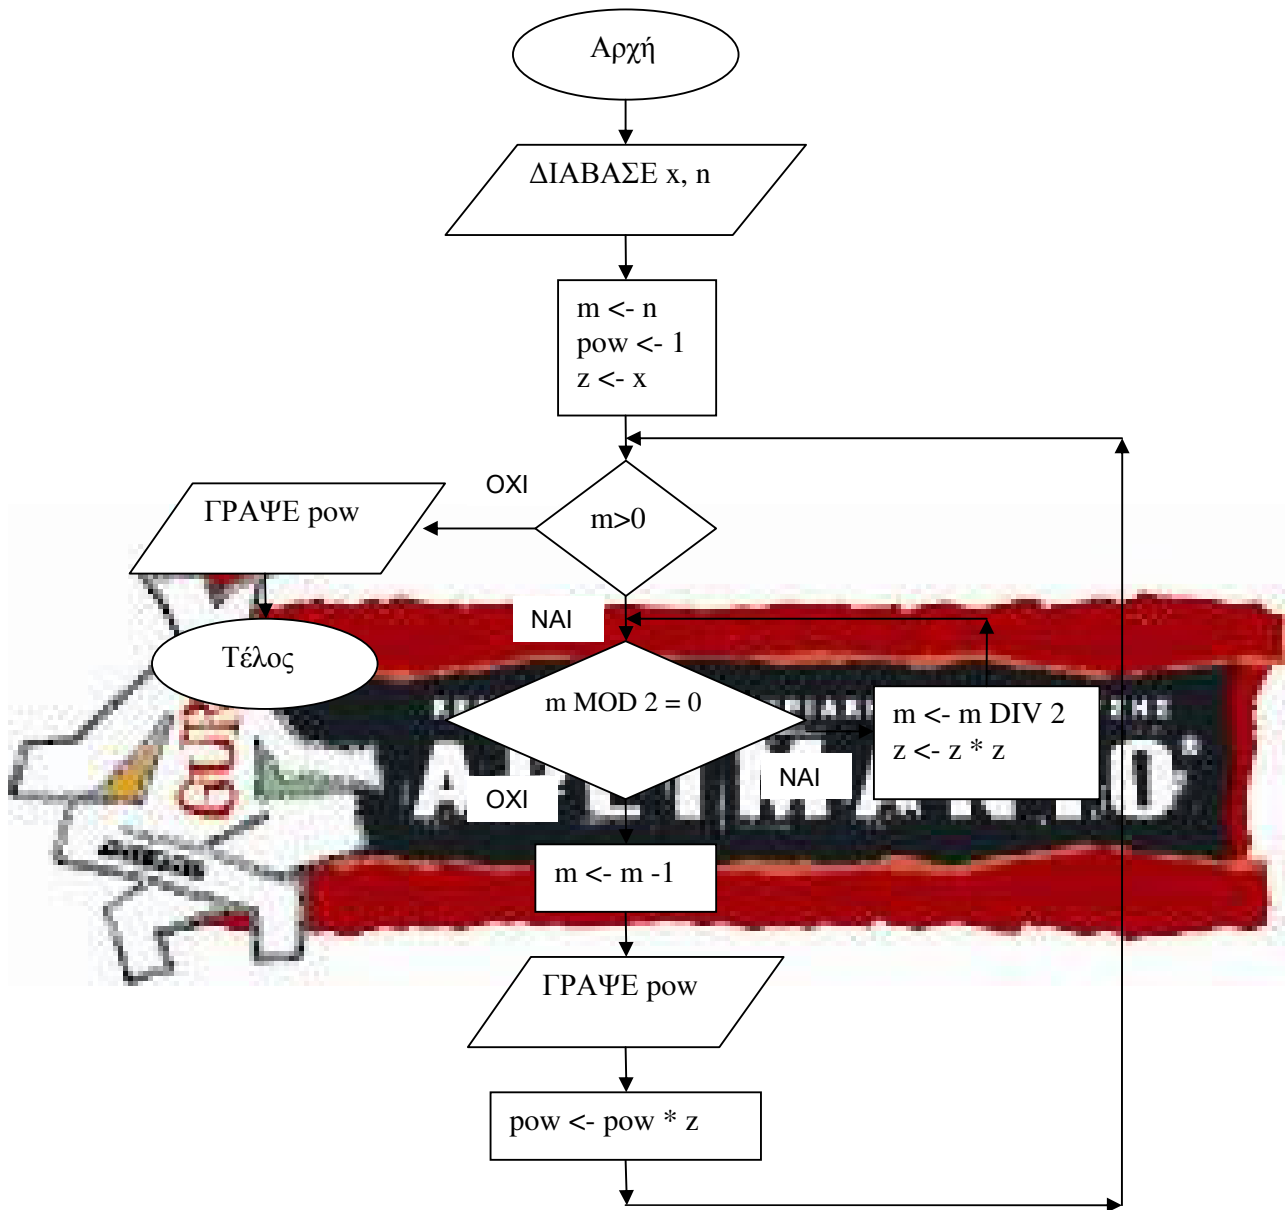 Αρχή
ΔΙΑΒΑΣΕ x, n
m <- n
pow <- 1
z <- x
ΟΧΙ
m>0
ΓΡΑΨΕ pow
ΝΑΙ
Τέλος
m MOD 2 = 0
m <- m DIV 2
z <- z * z
ΝΑΙ
ΟΧΙ
m <- m -1
ΓΡΑΨΕ pow
pow <- pow * z